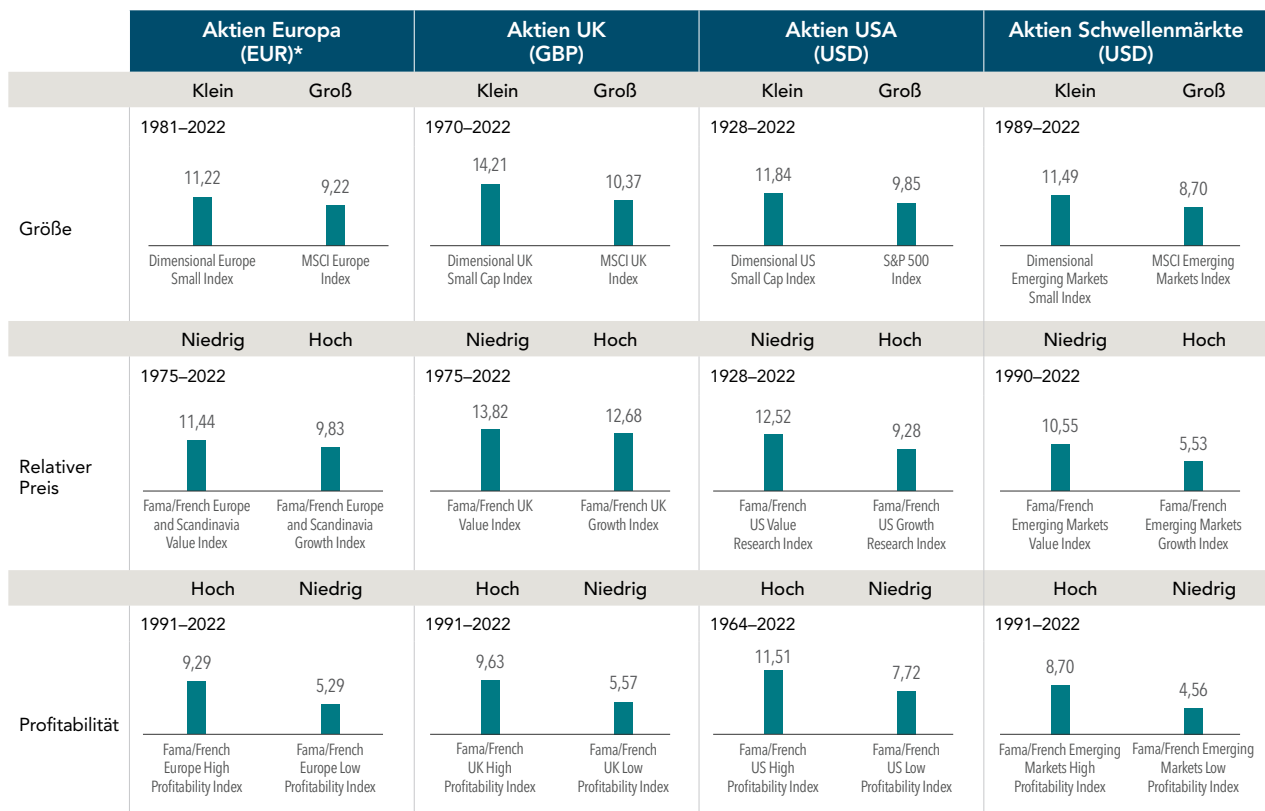 Aktien Europa
(EUR)*
Aktien UK
(GBP)
Aktien USA
(USD)
Aktien Schwellenmärkte
(USD)
Klein Groß Klein Groß Klein Groß Klein Groß
Größe
1981–2022
11,22 9,22
Dimensional Europe
Small Index
MSCI Europe
Index
1970–2022
14,21 10,37
Dimensional UK
Small Cap Index
MSCI UK
Index
1928–2022
11,84 9,85
Dimensional US
Small Cap Index
S&P 500
Index
1989–2022
11,49 8,70
Dimensional
Emerging Markets
Small Index
MSCI Emerging
Markets Index
Niedrig Hoch Niedrig Hoch Niedrig Hoch Niedrig Hoch
Relativer
Preis
1975–2022
11,44 9,83
Fama/French Europe
and Scandinavia
Value Index
Fama/French Europe
and Scandinavia
Growth Index
1975–2022
13,82 12,68
Fama/French UK
Value Index
Fama/French UK
Growth Index
1928–2022
12,52 9,28
Fama/French
US Value
Research Index
Fama/French
US Growth
Research Index
1990–2022
10,55 5,53
Fama/French
Emerging Markets
Value Index
Fama/French
Emerging Markets
Growth Index
Hoch Niedrig Hoch Niedrig Hoch Niedrig Hoch Niedrig
Profitabilität
1991–2022
9,29 5,29
Fama/French
Europe High
Profitability Index
Fama/French
Europe Low
Profitability Index
1991–2022
9,63 5,57
Fama/French
UK High
Profitability Index
Fama/French
UK Low
Profitability Index
1964–2022
11,51 7,72
Fama/French
US High
Profitability Index
Fama/French
US Low
Profitability Index
1991–2022
8,70 4,56
Fama/French Emerging
Markets High
Profitability Index
Fama/French Emerging
Markets Low
Profitability Index